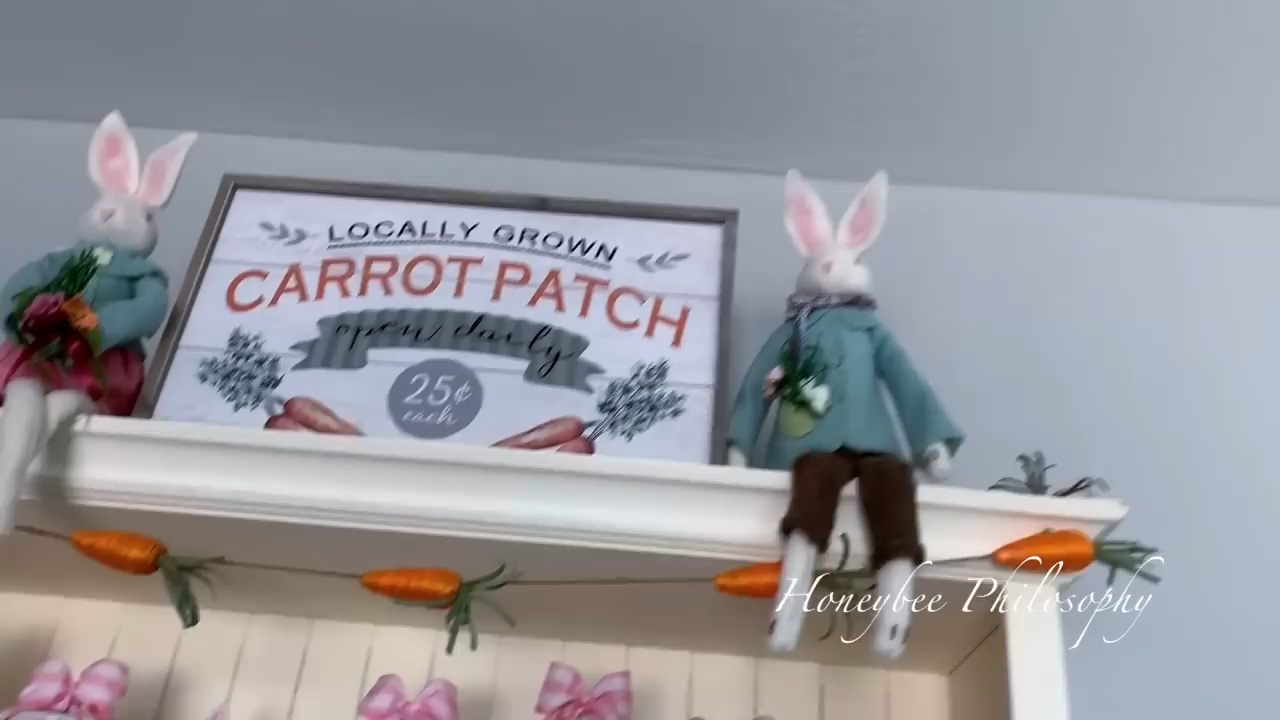 LOCALLY GROWN
CARROT PATCH
open daily
25¢
each
Honeybee Philosophy